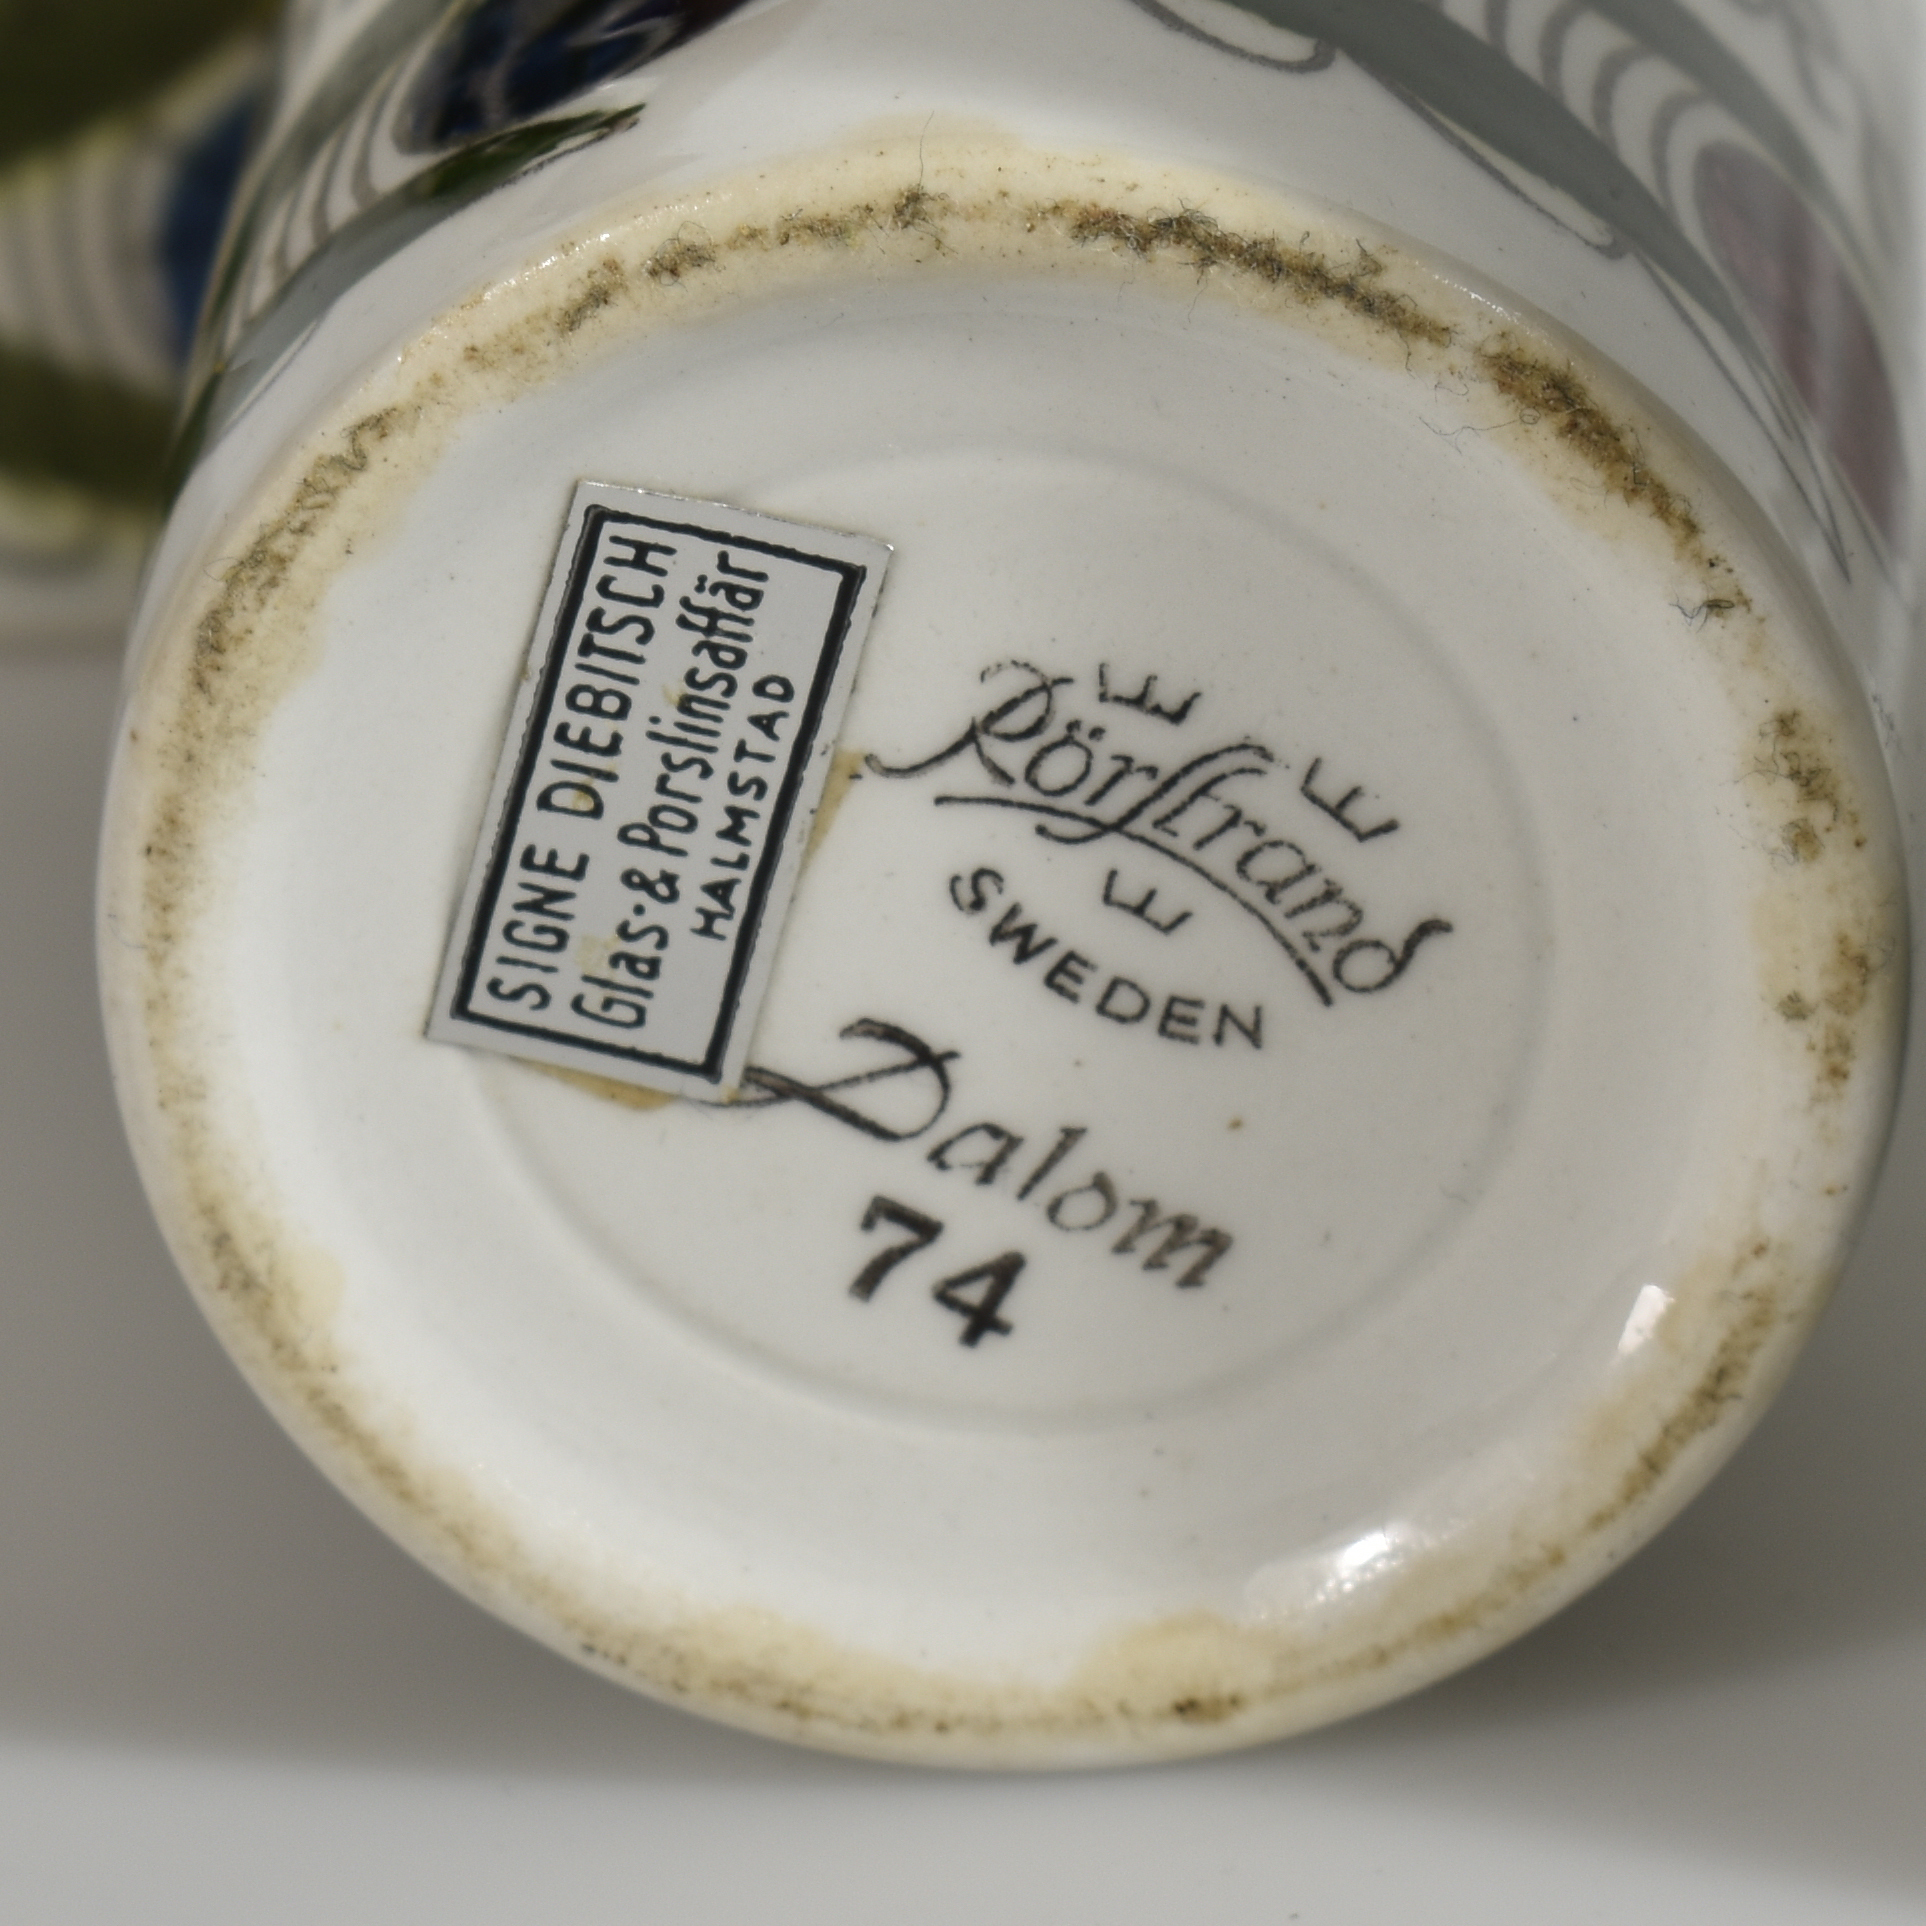 SIGNE DIEBITSCH
Glas- & Porslinsaffär
HALMSTAD
Rörstrand
SWEDEN
Dalom
74